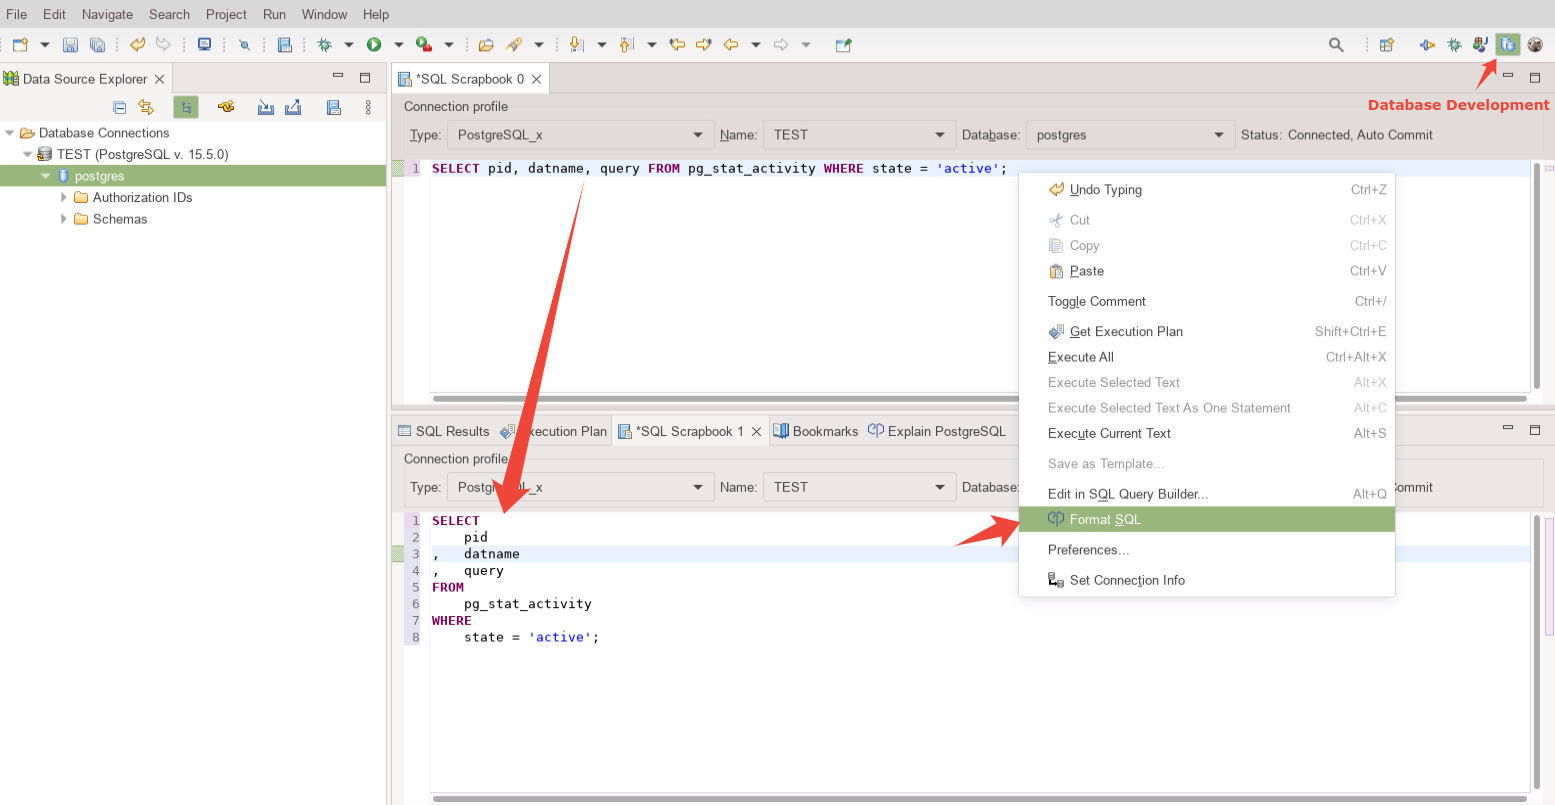 File Edit Navigate Search Project Run Window Help
Data Source Explorer
Database Connections
TEST (PostgreSQL v. 15.5.0)
postgres
Authorization IDs
Schemas
*SQL Scrapbook 0
Database Development
Connection profile
Type: PostgreSQL_x Name: TEST Database: postgres Status: Connected, Auto Commit
1 SELECT pid, datname, query FROM pg_stat_activity WHERE state = 'active';
Undo Typing Ctrl+Z
Cut Ctrl+X
Copy Ctrl+C
Paste Ctrl+V
Toggle Comment Ctrl+/
Get Execution Plan Shift+Ctrl+E
Execute All Ctrl+Alt+X
Execute Selected Text Alt+X
Execute Selected Text As One Statement Alt+C
Execute Current Text Alt+S
Save as Template...
Edit in SQL Query Builder... Alt+Q
Format SQL
Preferences...
Set Connection Info
SQL Results Execution Plan *SQL Scrapbook 1 Bookmarks Explain PostgreSQL
Connection profile
Type: PostgreSQL_x Name: TEST Database: Commit
1 SELECT
2 pid
3 , datname
4 , query
5 FROM
6 pg_stat_activity
7 WHERE
8 state = 'active';